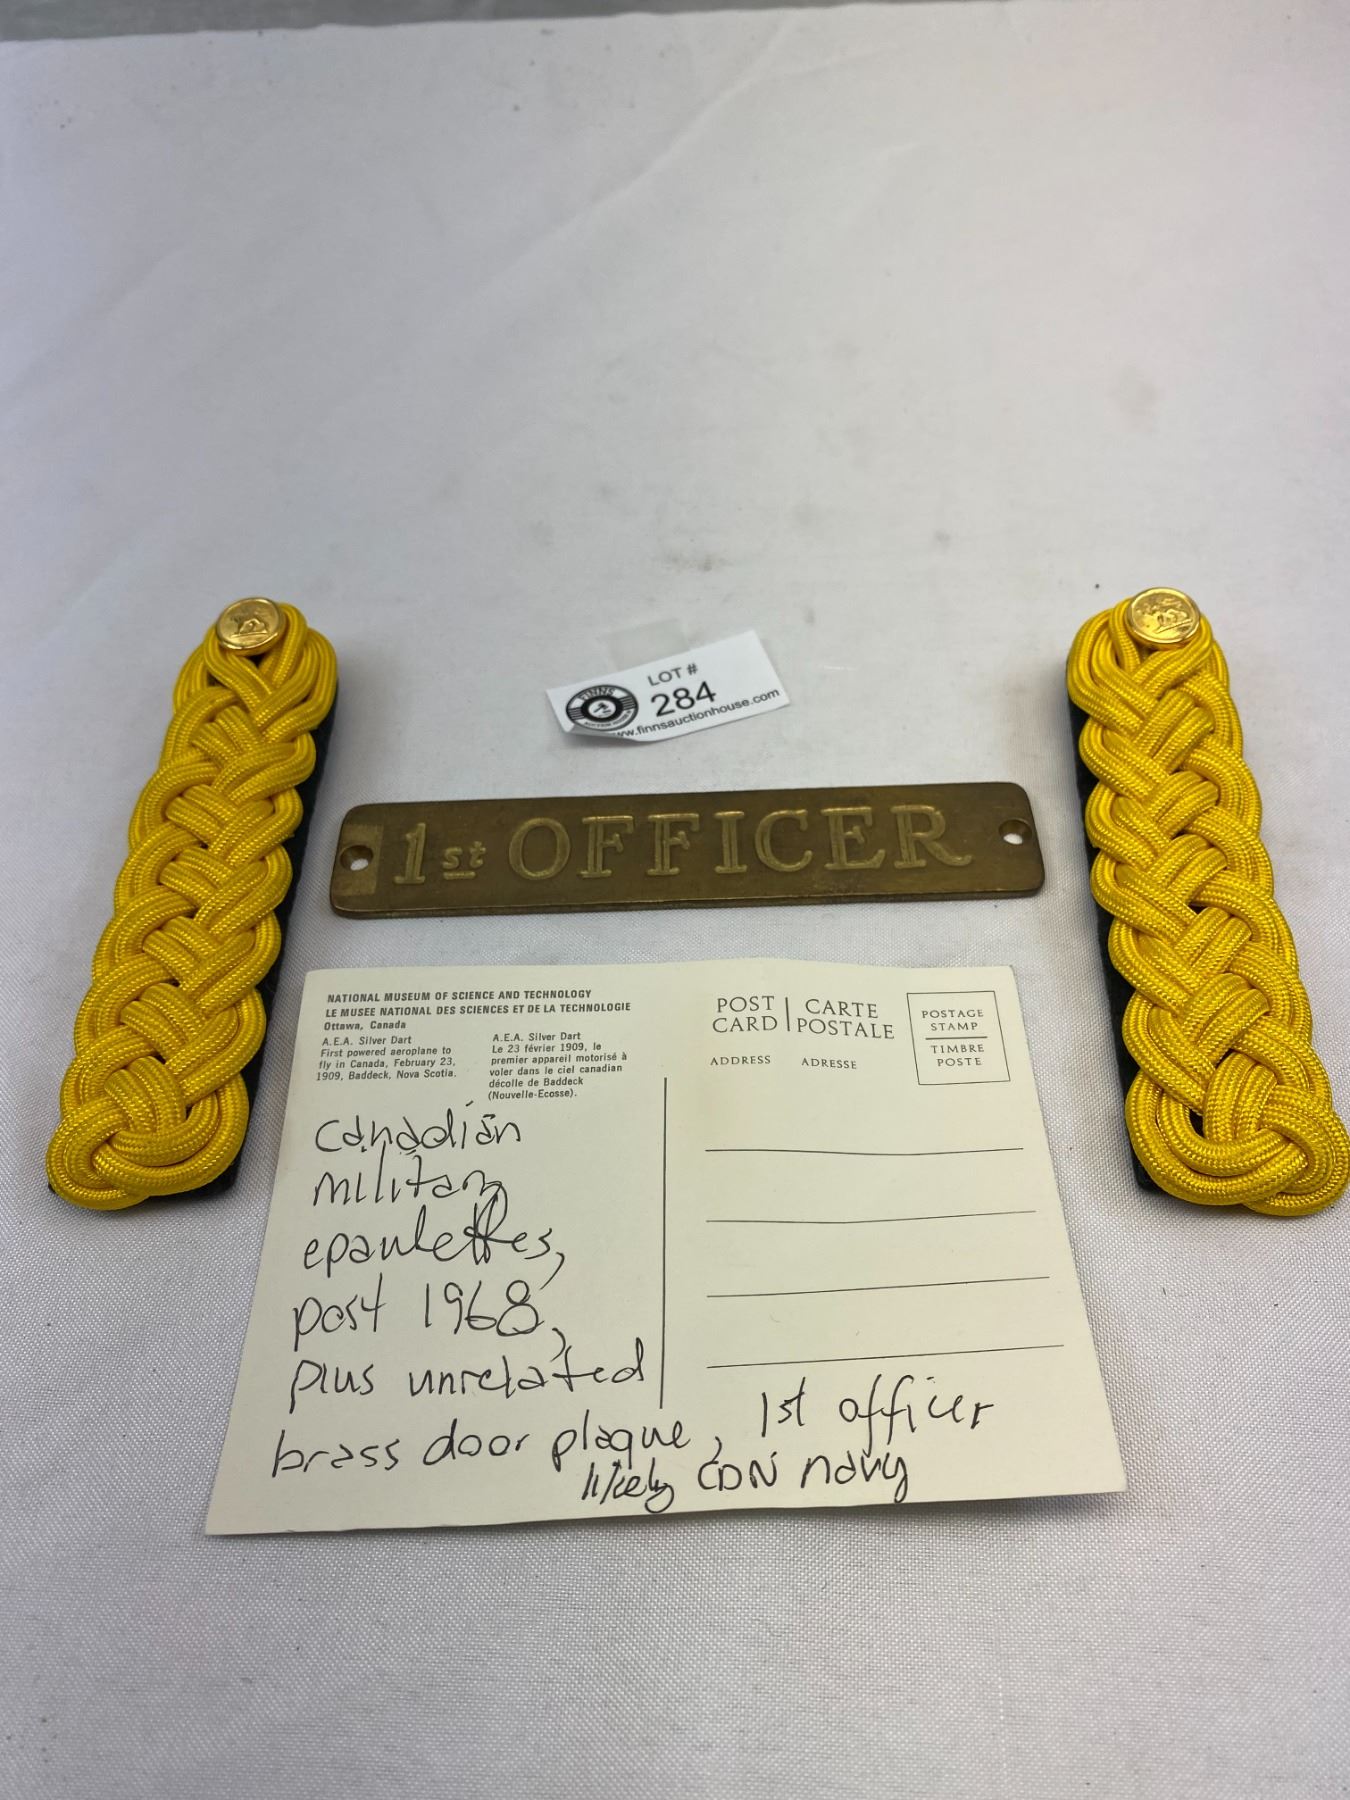 LOT #
284
FINNS
www.finnsauctionhouse.com
1st OFFICER
NATIONAL MUSEUM OF SCIENCE AND TECHNOLOGY
LE MUSEE NATIONAL DES SCIENCES ET DE LA TECHNOLOGIE
Ottawa, Canada
A.E.A. Silver Dart
First powered aeroplane to
fly in Canada, February 23,
1909, Baddeck, Nova Scotia.
A.E.A. Silver Dart
Le 23 février 1909, le
premier appareil motorisé à
voler dans le ciel canadian
décolle de Baddeck
(Nouvelle-Ecosse).
POST CARD
CARTE POSTALE
ADDRESS ADRESSE
POSTAGE
STAMP
TIMBRE
POSTE
Canadian
military
epaulettes,
post 1968,
plus unrelated
brass door plaque, 1st officer
likely CDN navy